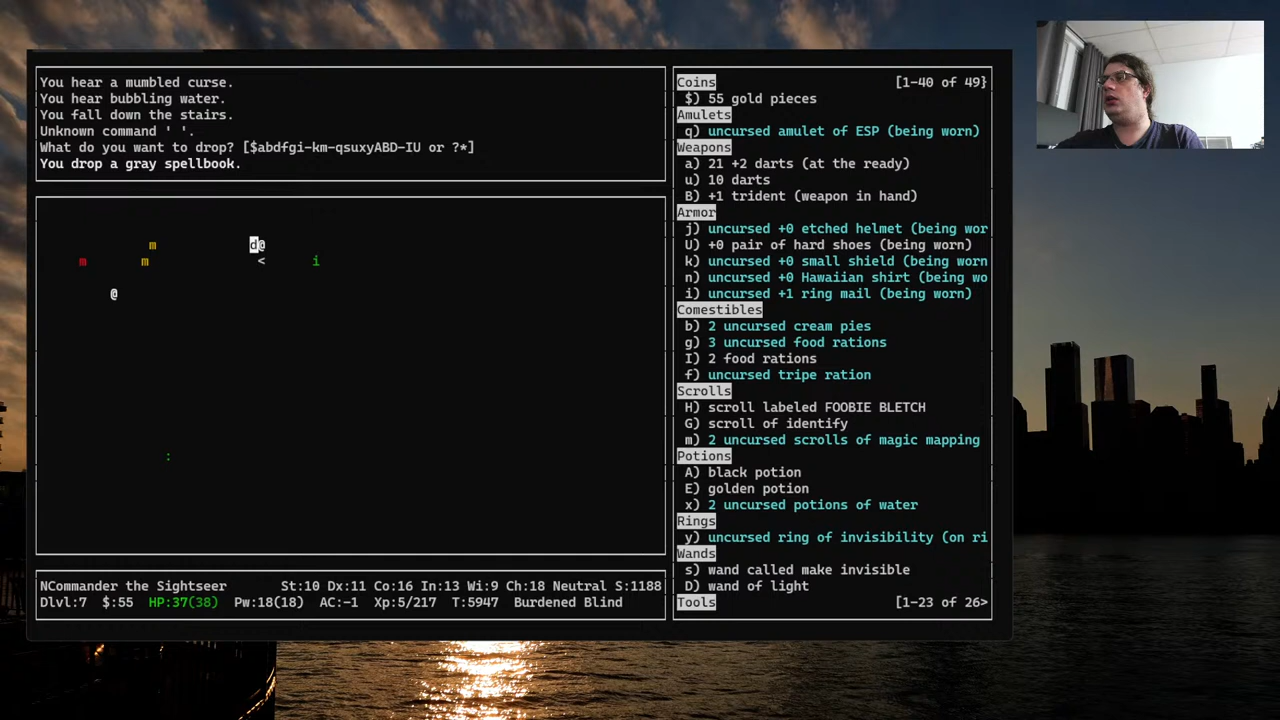 You hear a mumbled curse.
You hear bubbling water.
You fall down the stairs.
Unknown command ' '.
What do you want to drop? [$abdfgi-km-qsuxyABD-IU or ?*]
You drop a gray spellbook.
m d@
m m < i
@
:
NCommander the Sightseer St:10 Dx:11 Co:16 In:13 Wi:9 Ch:18 Neutral S:1188
Dlvl:7 $:55 HP:37(38) Pw:18(18) AC:-1 Xp:5/217 T:5947 Burdened Blind
Coins [1-40 of 49}
$) 55 gold pieces
Amulets
q) uncursed amulet of ESP (being worn)
Weapons
a) 21 +2 darts (at the ready)
u) 10 darts
B) +1 trident (weapon in hand)
Armor
j) uncursed +0 etched helmet (being wor
U) +0 pair of hard shoes (being worn)
k) uncursed +0 small shield (being worn
n) uncursed +0 Hawaiian shirt (being wo
i) uncursed +1 ring mail (being worn)
Comestibles
b) 2 uncursed cream pies
g) 3 uncursed food rations
I) 2 food rations
f) uncursed tripe ration
Scrolls
H) scroll labeled FOOBIE BLETCH
G) scroll of identify
m) 2 uncursed scrolls of magic mapping
Potions
A) black potion
E) golden potion
x) 2 uncursed potions of water
Rings
y) uncursed ring of invisibility (on ri
Wands
s) wand called make invisible
D) wand of light
Tools [1-23 of 26>